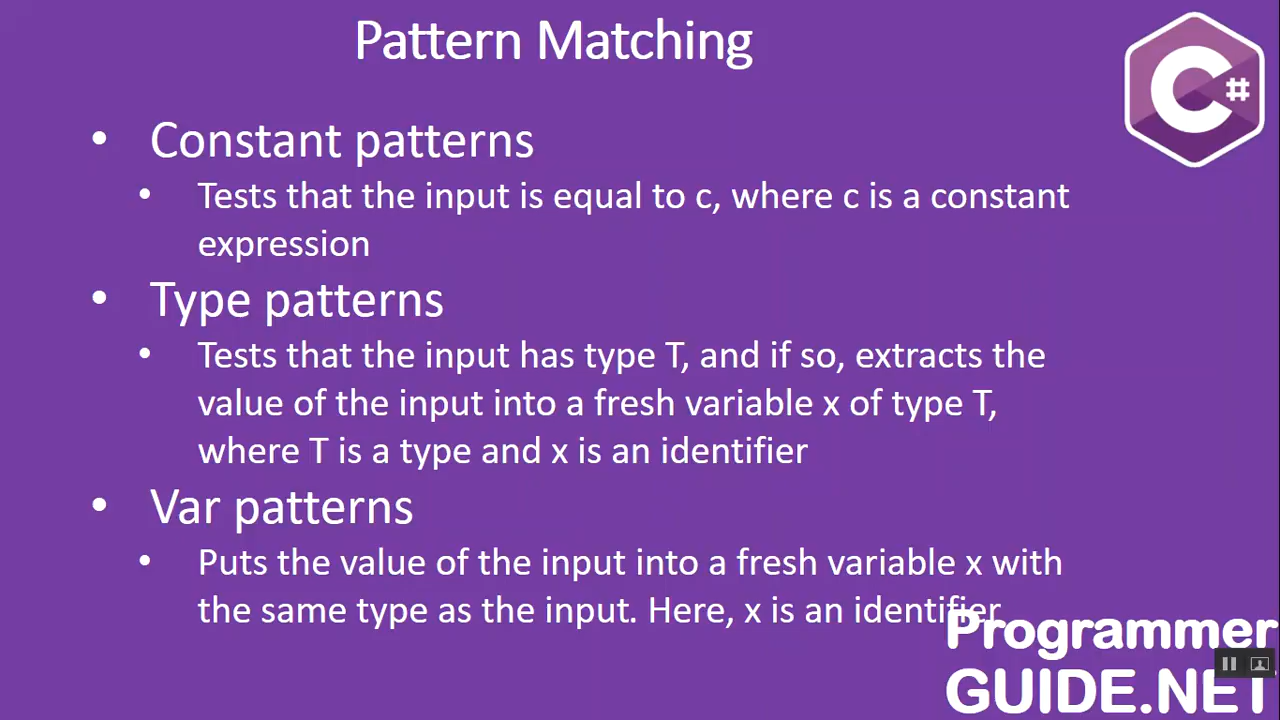 Pattern Matching
C#
• Constant patterns
• Tests that the input is equal to c, where c is a constant
expression
• Type patterns
• Tests that the input has type T, and if so, extracts the
value of the input into a fresh variable x of type T,
where T is a type and x is an identifier
• Var patterns
• Puts the value of the input into a fresh variable x with
the same type as the input. Here, x is an identifier
Programmer
GUIDE.NET